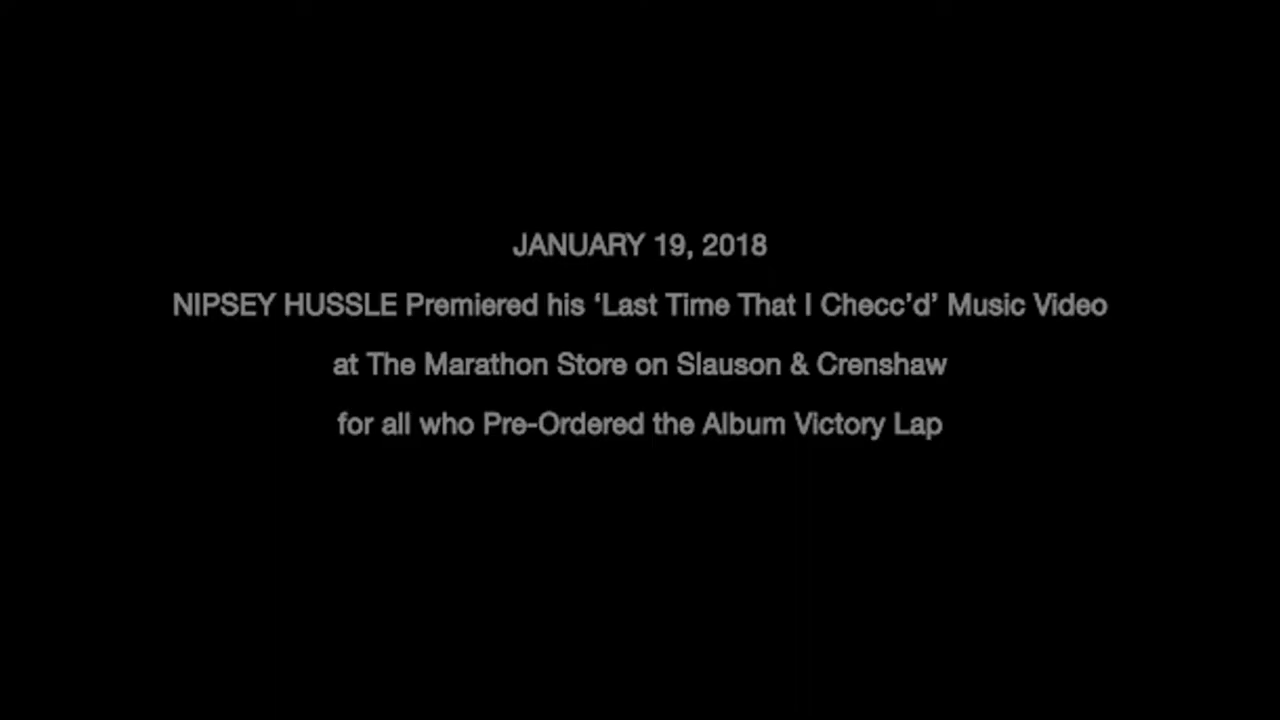 JANUARY 19, 2018
NIPSEY HUSSLE Premiered his ‘Last Time That I Checc’d’ Music Video
at The Marathon Store on Slauson & Crenshaw
for all who Pre-Ordered the Album Victory Lap